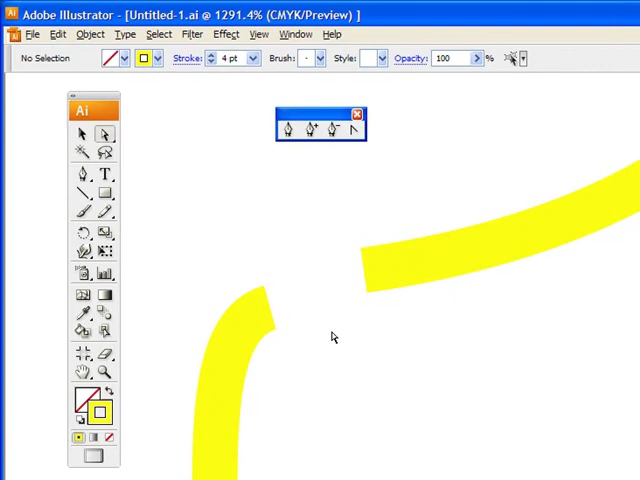 Adobe Illustrator - [Untitled-1.ai @ 1291.4% (CMYK/Preview) ]
Ai File Edit Object Type Select Filter Effect View Window Help
No Selection Stroke: 4 pt Brush: Style: Opacity: 100 %
Ai
T